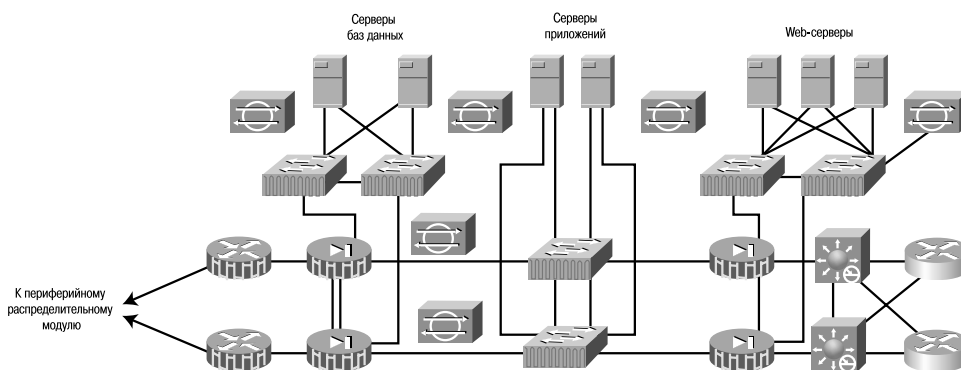 Серверы
баз данных
Серверы
приложений
Web-серверы
К периферийному
распределительному
модулю